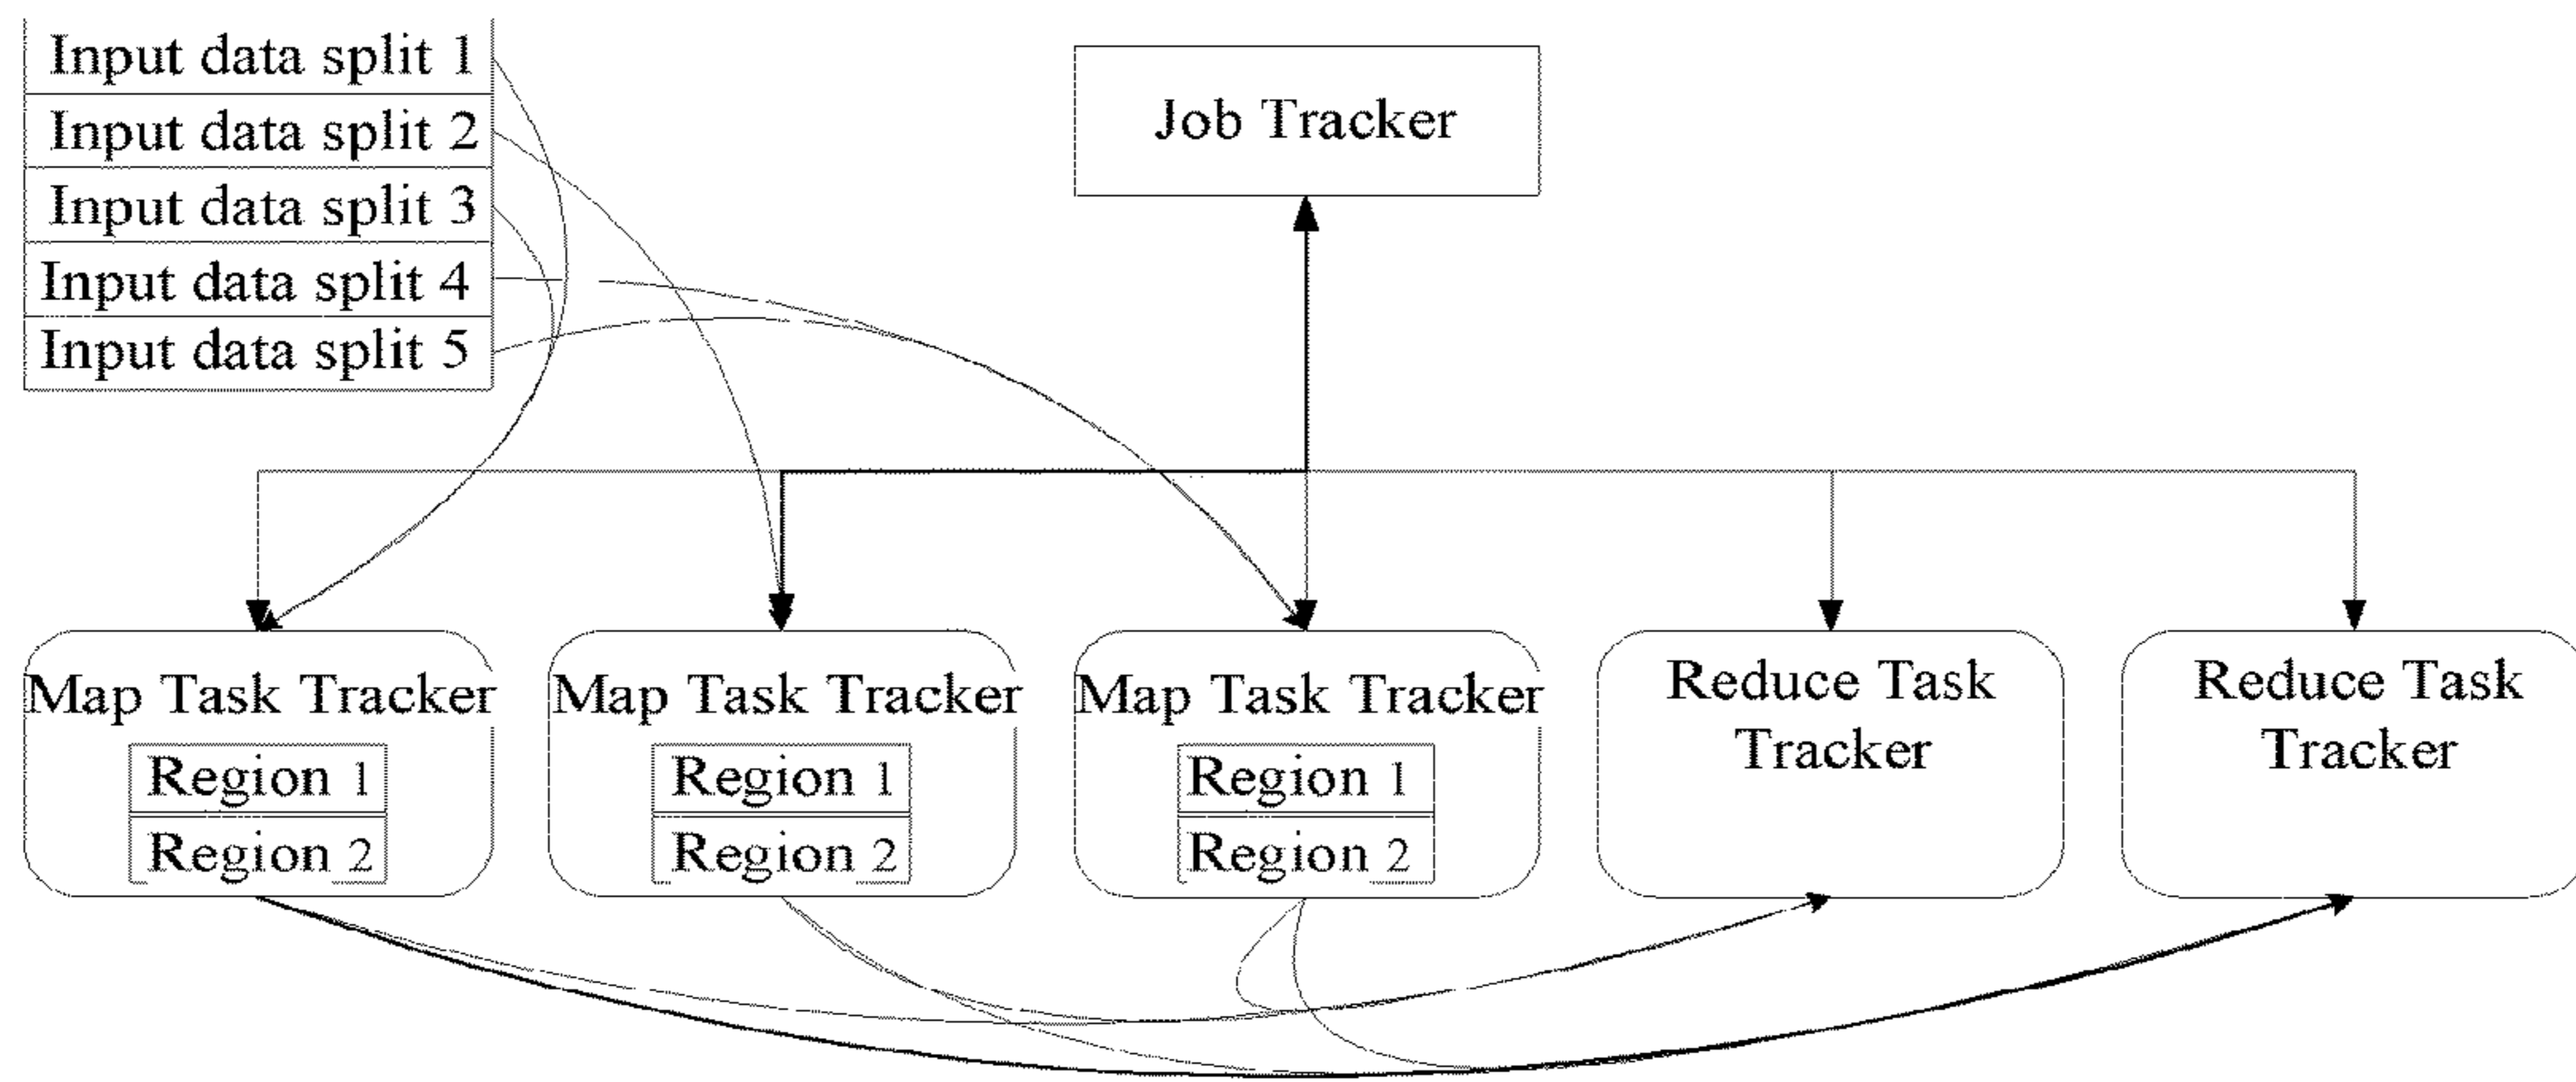 Input data split 1
Input data split 2
Input data split 3
Input data split 4
Input data split 5
Job Tracker
Map Task Tracker
Region 1
Region 2
Map Task Tracker
Region 1
Region 2
Map Task Tracker
Region 1
Region 2
Reduce Task
Tracker
Reduce Task
Tracker